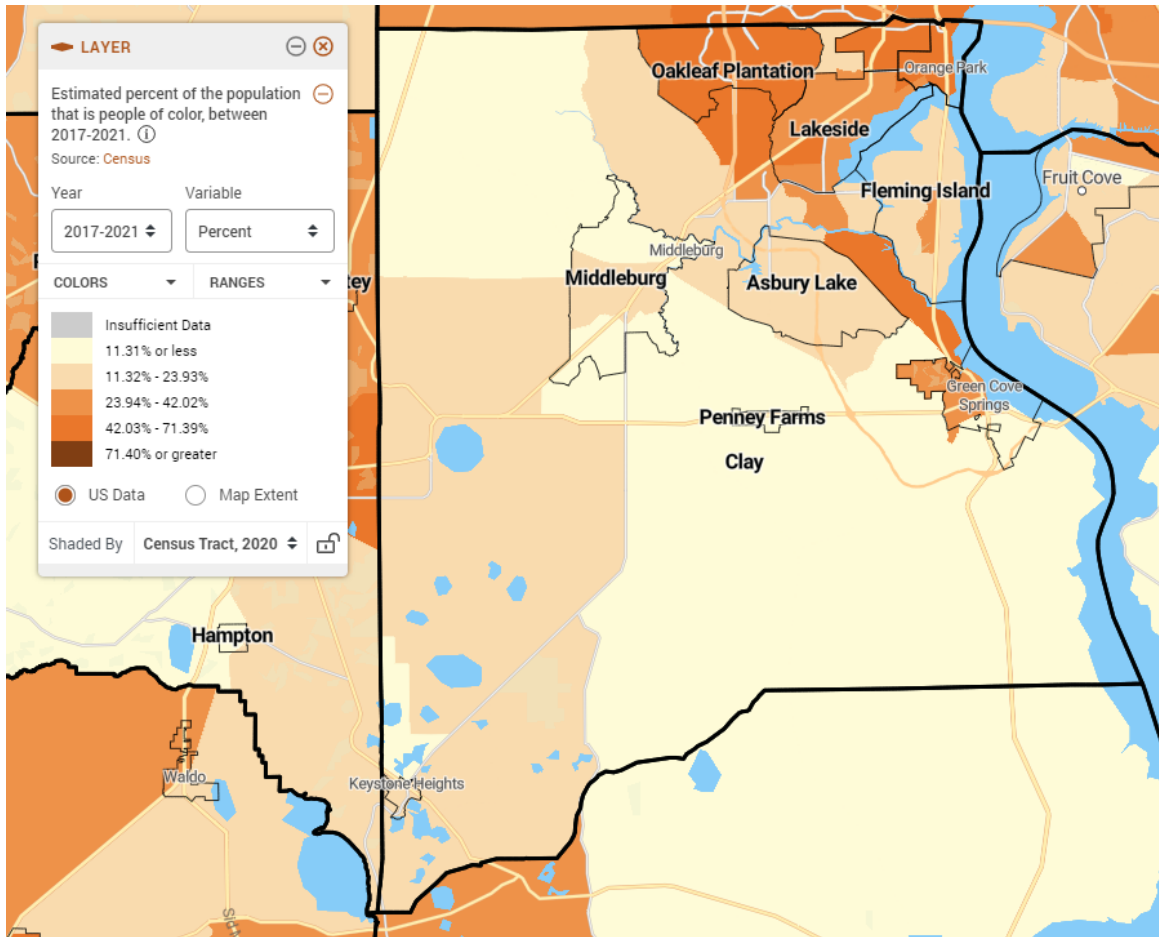 LAYER
Estimated percent of the population
that is people of color, between
2017-2021.
Source: Census
Year Variable
2017-2021 Percent
COLORS RANGES
Insufficient Data
11.31% or less
11.32% - 23.93%
23.94% - 42.02%
42.03% - 71.39%
71.40% or greater
US Data Map Extent
Shaded By Census Tract, 2020
Oakleaf Plantation
Orange Park
Lakeside
Fleming Island
Fruit Cove
Middleburg
Middleburg
Asbury Lake
Green Cove
Springs
Penney Farms
Clay
Hampton
Waldo
Keystone Heights